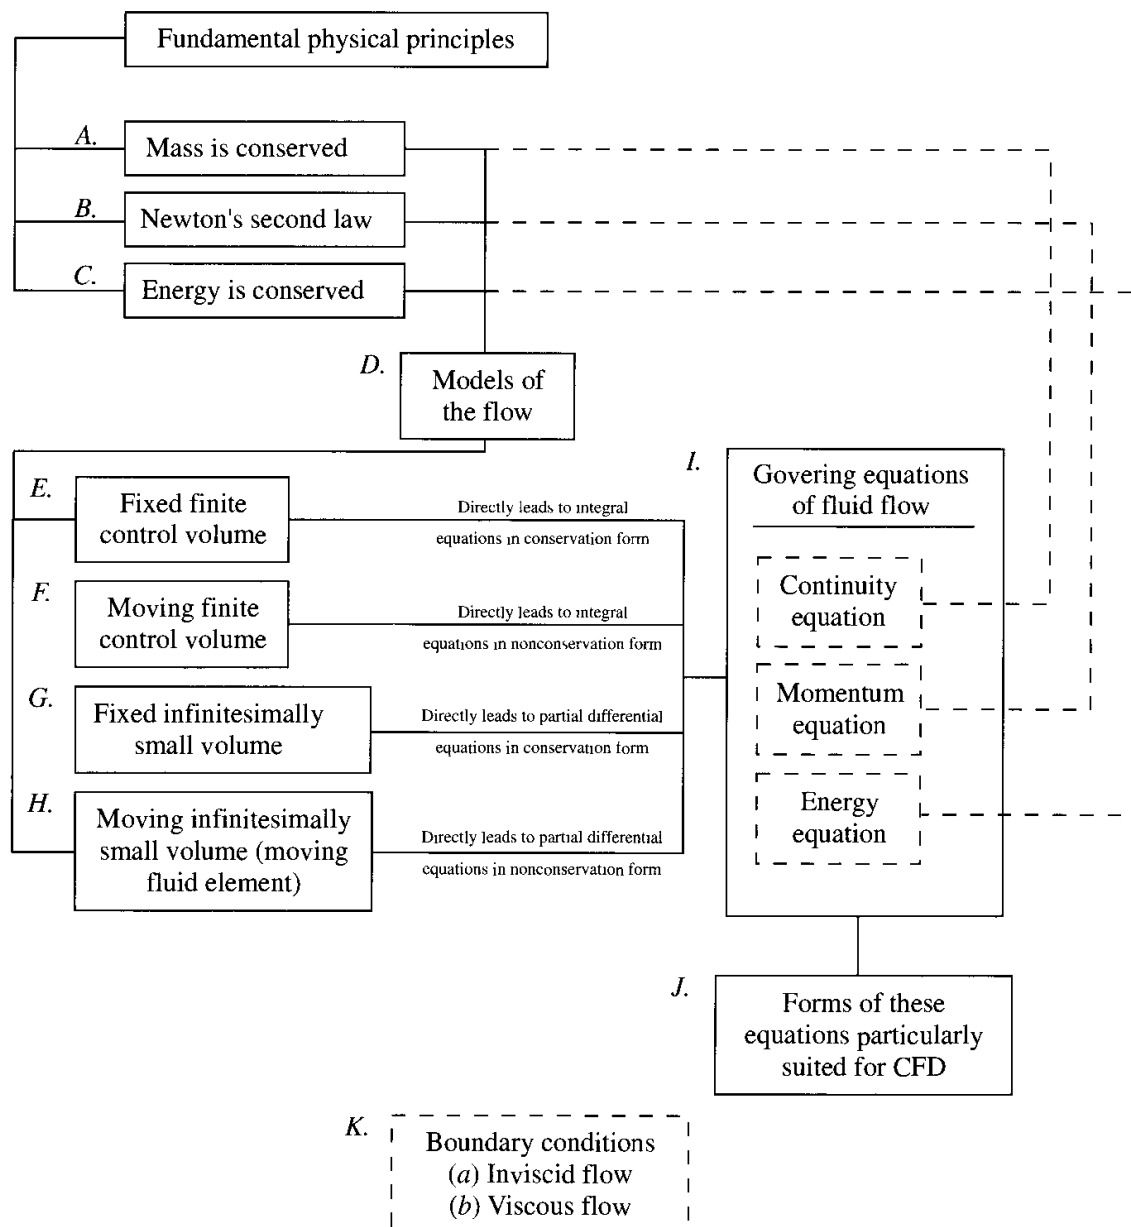 Fundamental physical principles
A.
Mass is conserved
B.
Newton's second law
C.
Energy is conserved
D.
Models of
the flow
E.
Fixed finite
control volume
Directly leads to integral
equations in conservation form
F.
Moving finite
control volume
Directly leads to integral
equations in nonconservation form
G.
Fixed infinitesimally
small volume
Directly leads to partial differential
equations in conservation form
H.
Moving infinitesimally
small volume (moving
fluid element)
Directly leads to partial differential
equations in nonconservation form
I.
Govering equations
of fluid flow
Continuity
equation
Momentum
equation
Energy
equation
J.
Forms of these
equations particularly
suited for CFD
K.
Boundary conditions
(a) Inviscid flow
(b) Viscous flow